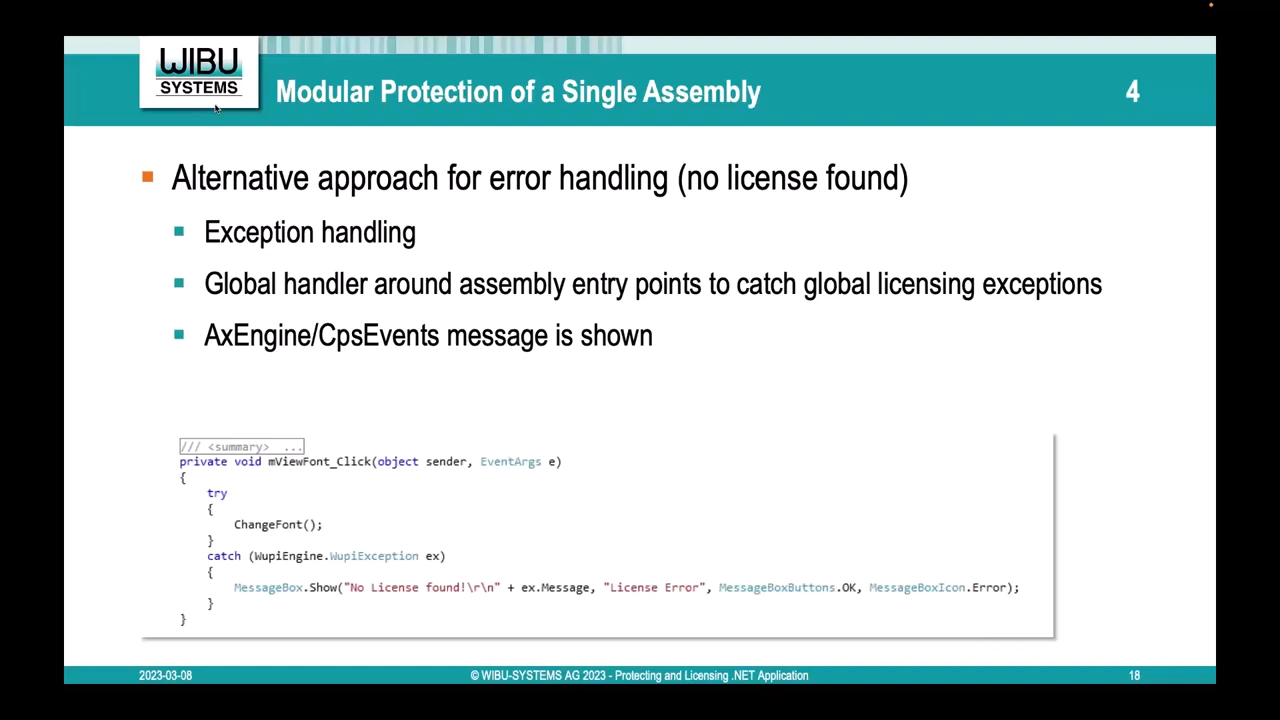 WIBU
SYSTEMS
Modular Protection of a Single Assembly
4
Alternative approach for error handling (no license found)
Exception handling
Global handler around assembly entry points to catch global licensing exceptions
AxEngine/CpsEvents message is shown
/// <summary> ...
private void mViewFont_Click(object sender, EventArgs e)
{
try
{
ChangeFont();
}
catch (WupiEngine.WupiException ex)
{
MessageBox.Show("No License found!\r\n" + ex.Message, "License Error", MessageBoxButtons.OK, MessageBoxIcon.Error);
}
}
2023-03-08
© WIBU-SYSTEMS AG 2023 - Protecting and Licensing .NET Application
18